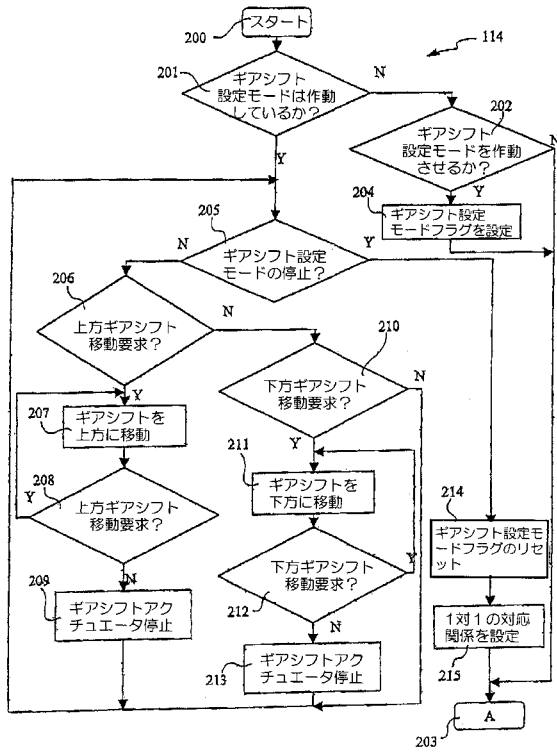 スタート
200
114
201
ギアシフト
設定モードは作動
しているか?
N
Y
202
ギアシフト
設定モードを作動
させるか?
N
Y
204
ギアシフト設定
モードフラグを設定
205
ギアシフト設定
モードの停止?
N
Y
206
上方ギアシフト
移動要求?
N
Y
207
ギアシフトを
上方に移動
208
上方ギアシフト
移動要求?
Y
N
209
ギアシフトアク
チュエータ停止
210
下方ギアシフト
移動要求?
N
Y
211
ギアシフトを
下方に移動
下方ギアシフト
移動要求?
212
Y
N
213
ギアシフトアク
チュエータ停止
214
ギアシフト設定モ
ードフラグのリセ
ット
1対1の対応
関係を設定
215
A
203